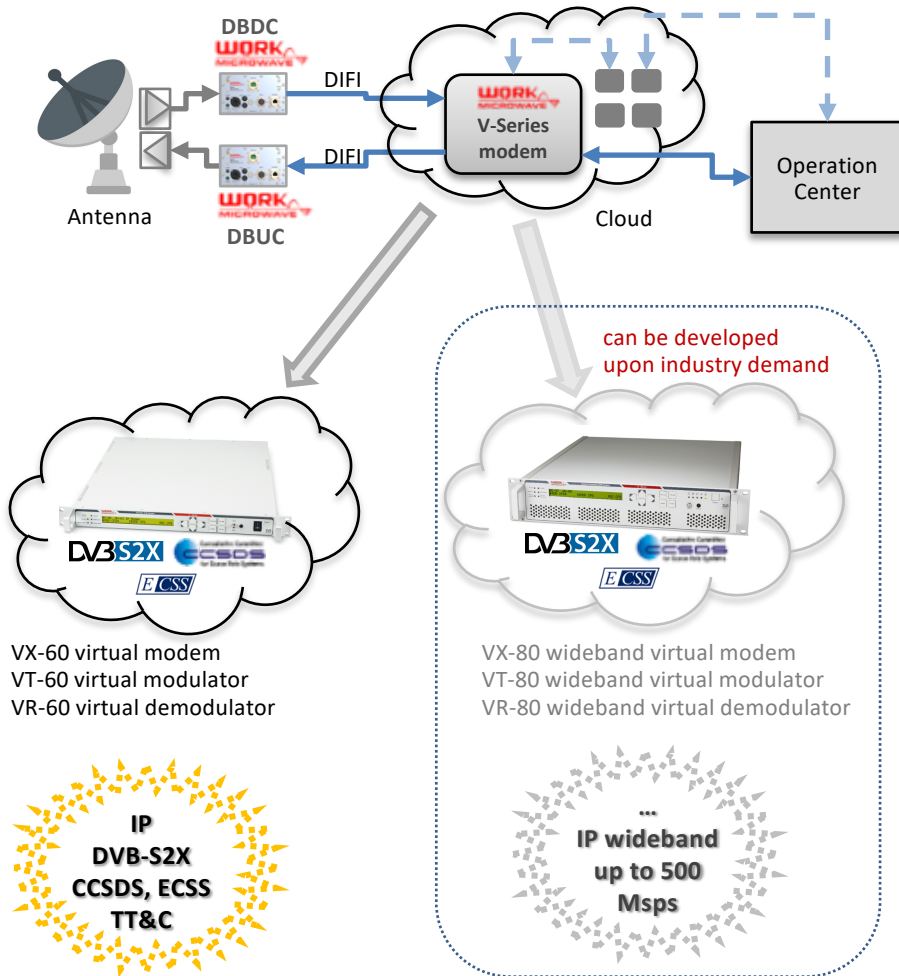 DBDC
WORK
MICROWAVE
DIFI
WORK
MICROWAVE
V-Series
modem
DIFI
Operation
Center
WORK
MICROWAVE
DBUC
Antenna
Cloud
can be developed
upon industry demand
DVB S2X
CCSDS
E CSS
DVB S2X
CCSDS
E CSS
VX-60 virtual modem
VT-60 virtual modulator
VR-60 virtual demodulator
VX-80 wideband virtual modem
VT-80 wideband virtual modulator
VR-80 wideband virtual demodulator
IP
DVB-S2X
CCSDS, ECSS
TT&C
...
IP wideband
up to 500
Msps